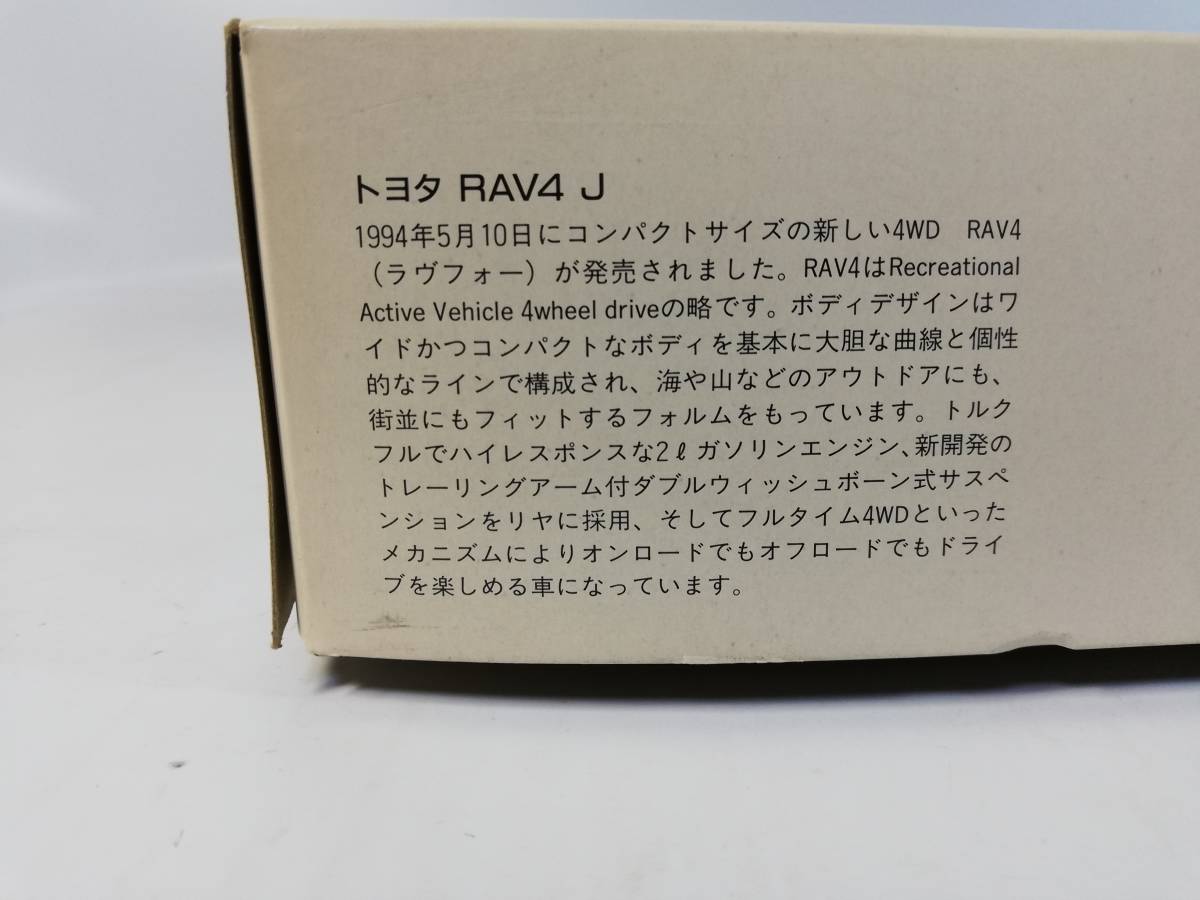 トヨタ RAV4 J
1994年5月10日にコンパクトサイズの新しい4WD　RAV4
（ラヴフォー）が発売されました。RAV4はRecreational
Active Vehicle 4wheel driveの略です。ボディデザインはワ
イドかつコンパクトなボディを基本に大胆な曲線と個性
的なラインで構成され、海や山などのアウトドアにも、
街並にもフィットするフォルムをもっています。トルク
フルでハイレスポンスな2ℓガソリンエンジン、新開発の
トレーリングアーム付ダブルウィッシュボーン式サスペ
ンションをリヤに採用、そしてフルタイム4WDといった
メカニズムによりオンロードでもオフロードでもドライ
ブを楽しめる車になっています。